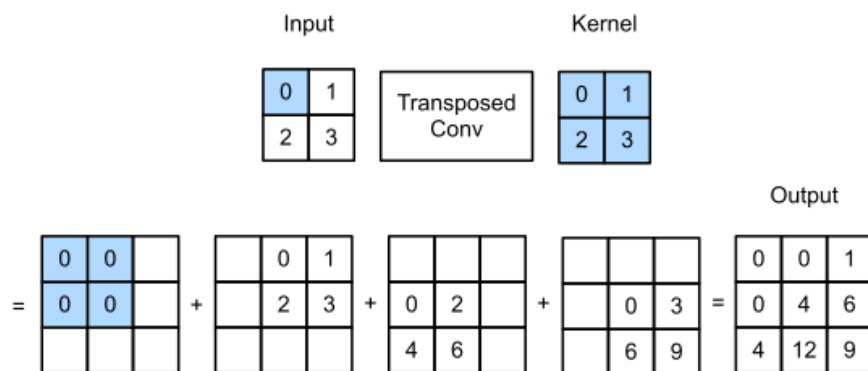 Input Kernel
0 1 Transposed Conv 0 1
2 3 2 3
Output
0 0 0 1 0 0 1
= 0 0 + 2 3 + 0 2 + 0 3 = 0 4 6
4 6 6 9 4 12 9